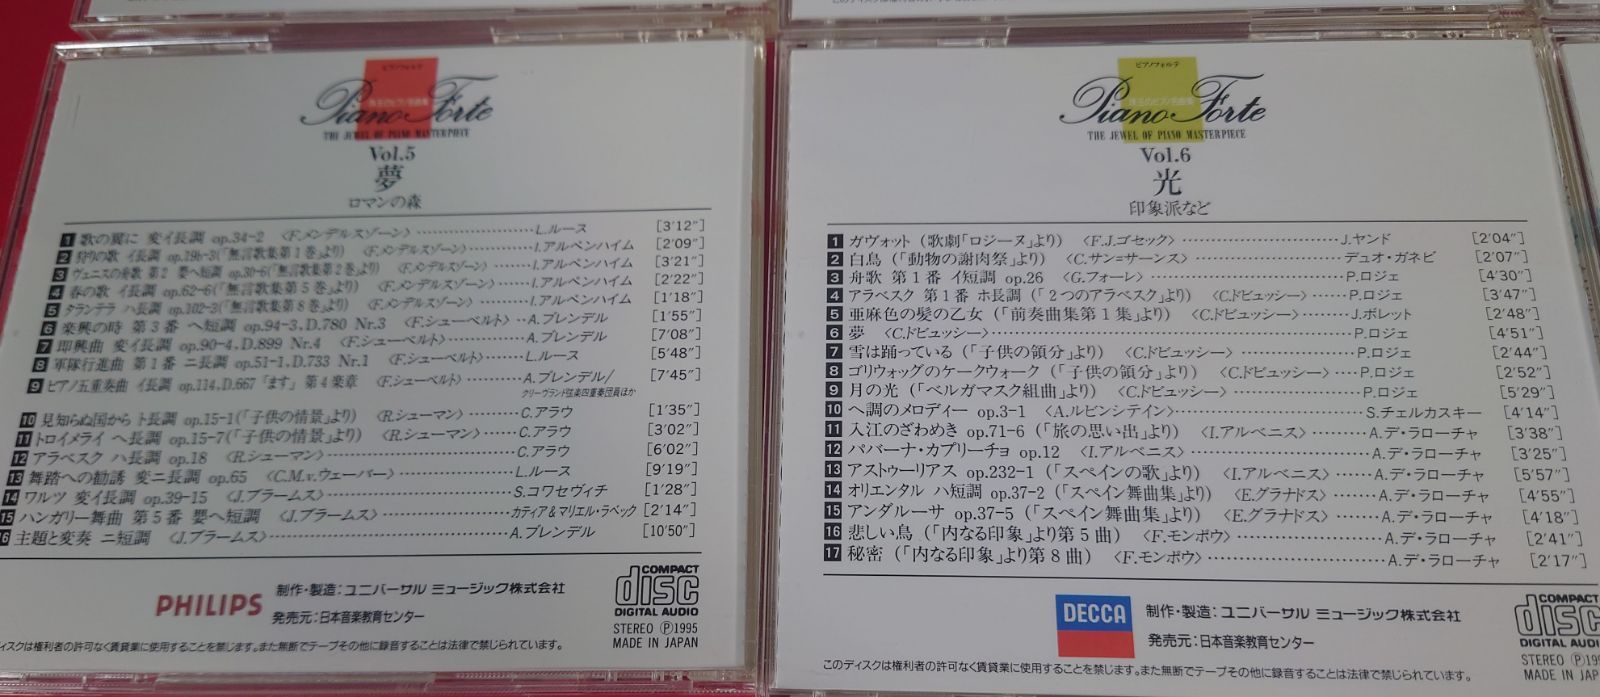 ピアノフォルテ
Piano Forte
THE JEWEL OF PIANO MASTERPIECE
Vol.5
夢
ロマンの森
1 歌の翼に 変イ長調 op.34-2 〈F.メンデルスゾーン〉 L.ルース [3'12"]
2 狩りの歌 イ長調 op.19b-3(「無言歌集第1巻」より) 〈F.メンデルスゾーン〉 I.アルペンハイム [2'09"]
3 ヴェニスの舟歌 第2 嬰ヘ短調 op.30-6(「無言歌集第2巻」より) 〈F.メンデルスゾーン〉 I.アルペンハイム [3'21"]
4 春の歌 イ長調 op.62-6(「無言歌集第5巻」より) 〈F.メンデルスゾーン〉 I.アルペンハイム [2'22"]
5 タランテラ ハ長調 op.102-3(「無言歌集第8巻」より) 〈F.メンデルスゾーン〉 I.アルペンハイム [1'18"]
6 楽興の時 第3番 ヘ短調 op.94-3, D.780 Nr.3 〈F.シューベルト〉 A.ブレンデル [1'55"]
7 即興曲 変イ長調 op.90-4, D.899 Nr.4 〈F.シューベルト〉 A.ブレンデル [7'08"]
8 軍隊行進曲 第1番 ニ長調 op.51-1, D.733 Nr.1 〈F.シューベルト〉 L.ルース [5'48"]
9 ピアノ五重奏曲 イ長調 op.114, D.667「ます」 第4楽章 〈F.シューベルト〉 A.ブレンデル/ [7'45"]
クリーヴランド弦楽四重奏団員ほか
10 見知らぬ国から ト長調 op.15-1(「子供の情景」より) 〈R.シューマン〉 C.アラウ [1'35"]
11 トロイメライ ヘ長調 op.15-7(「子供の情景」より) 〈R.シューマン〉 C.アラウ [3'02"]
12 アラベスク ハ長調 op.18 〈R.シューマン〉 C.アラウ [6'02"]
13 舞踏への勧誘 変ニ長調 op.65 〈C.M.v.ウェーバー〉 L.ルース [9'19"]
14 ワルツ 変イ長調 op.39-15 〈J.ブラームス〉 S.コワセヴィチ [1'28"]
15 ハンガリー舞曲 第5番 嬰ヘ短調 〈J.ブラームス〉 カティア&マリエル・ラベック [2'14"]
16 主題と変奏 ニ短調 〈J.ブラームス〉 A.ブレンデル [10'50"]
PHILIPS
制作・製造:ユニバーサル ミュージック株式会社
発売元:日本音楽教育センター
COMPACT disc DIGITAL AUDIO
STEREO Ⓟ1995
MADE IN JAPAN
ディスクは権利者の許可なく賃貸業に使用することを禁じます。また無断でテープその他に録音することは法律で禁じられています。
ピアノフォルテ
Piano Forte
THE JEWEL OF PIANO MASTERPIECE
Vol.6
光
印象派など
1 ガヴォット (歌劇「ロジーヌ」より) 〈F.J.ゴセック〉 J.ヤンド [2'04"]
2 白鳥 (「動物の謝肉祭」より) 〈C.サン=サーンス〉 デュオ・ガネビ [2'07"]
3 舟歌 第1番 イ短調 op.26 〈G.フォーレ〉 P.ロジェ [4'30"]
4 アラベスク 第1番 ホ長調 (「2つのアラベスク」より) 〈C.ドビュッシー〉 P.ロジェ [3'47"]
5 亜麻色の髪の乙女 (「前奏曲集第1集」より) 〈C.ドビュッシー〉 J.ボレット [2'48"]
6 夢 〈C.ドビュッシー〉 P.ロジェ [4'51"]
7 雪は踊っている (「子供の領分」より) 〈C.ドビュッシー〉 P.ロジェ [2'44"]
8 ゴリウォッグのケークウォーク (「子供の領分」より) 〈C.ドビュッシー〉 P.ロジェ [2'52"]
9 月の光 (「ベルガマスク組曲」より) 〈C.ドビュッシー〉 P.ロジェ [5'29"]
10 ヘ調のメロディー op.3-1 〈A.ルビンシテイン〉 S.チェルカスキー [4'14"]
11 入江のざわめき op.71-6 (「旅の思い出」より) 〈I.アルベニス〉 A.デ・ラローチャ [3'38"]
12 パバーナ・カプリーチョ op.12 〈I.アルベニス〉 A.デ・ラローチャ [3'25"]
13 アストゥーリアス op.232-1 (「スペインの歌」より) 〈I.アルベニス〉 A.デ・ラローチャ [5'57"]
14 オリエンタル ハ短調 op.37-2 (「スペイン舞曲集」より) 〈E.グラナドス〉 A.デ・ラローチャ [4'55"]
15 アンダルーサ op.37-5 (「スペイン舞曲集」より) 〈E.グラナドス〉 A.デ・ラローチャ [4'18"]
16 悲しい鳥 (「内なる印象」より第5曲) 〈F.モンポウ〉 A.デ・ラローチャ [2'41"]
17 秘密 (「内なる印象」より第8曲) 〈F.モンポウ〉 A.デ・ラローチャ [2'17"]
DECCA
制作・製造:ユニバーサル ミュージック株式会社
発売元:日本音楽教育センター
COMPACT disc DIGITAL AUDIO
STEREO Ⓟ199
MADE IN JAP
このディスクは権利者の許可なく賃貸業に使用することを禁じます。また無断でテープその他に録音することは法律で禁じられています。